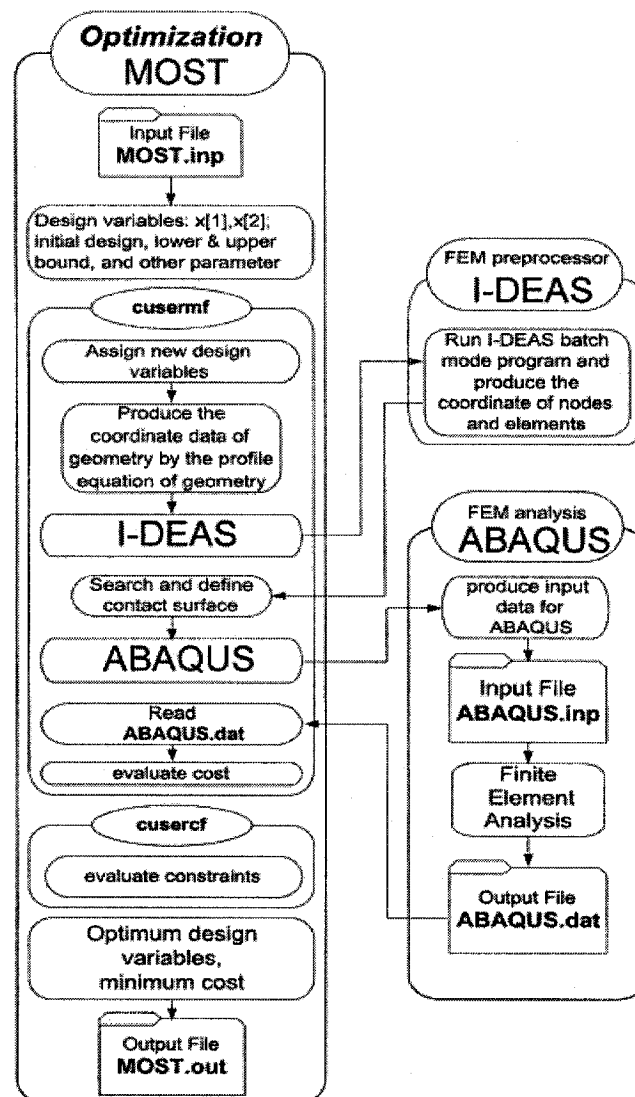 Optimization
MOST
Input File
MOST.inp
Design variables: x[1],x[2];
initial design, lower & upper
bound, and other parameter
cusermf
Assign new design
variables
Produce the
coordinate data of
geometry by the profile
equation of geometry
I-DEAS
Search and define
contact surface
ABAQUS
Read
ABAQUS.dat
evaluate cost
cusercf
evaluate constraints
Optimum design
variables,
minimum cost
Output File
MOST.out
FEM preprocessor
I-DEAS
Run I-DEAS batch
mode program and
produce the
coordinate of nodes
and elements
FEM analysis
ABAQUS
produce input
data for
ABAQUS
Input File
ABAQUS.inp
Finite
Element
Analysis
Output File
ABAQUS.dat